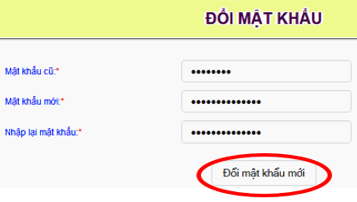 ĐỔI MẬT KHẨU
Mật khẩu cũ:* ••••••••
Mật khẩu mới:* ••••••••••••••
Nhập lại mật khẩu:* ••••••••••••••
Đổi mật khẩu mới